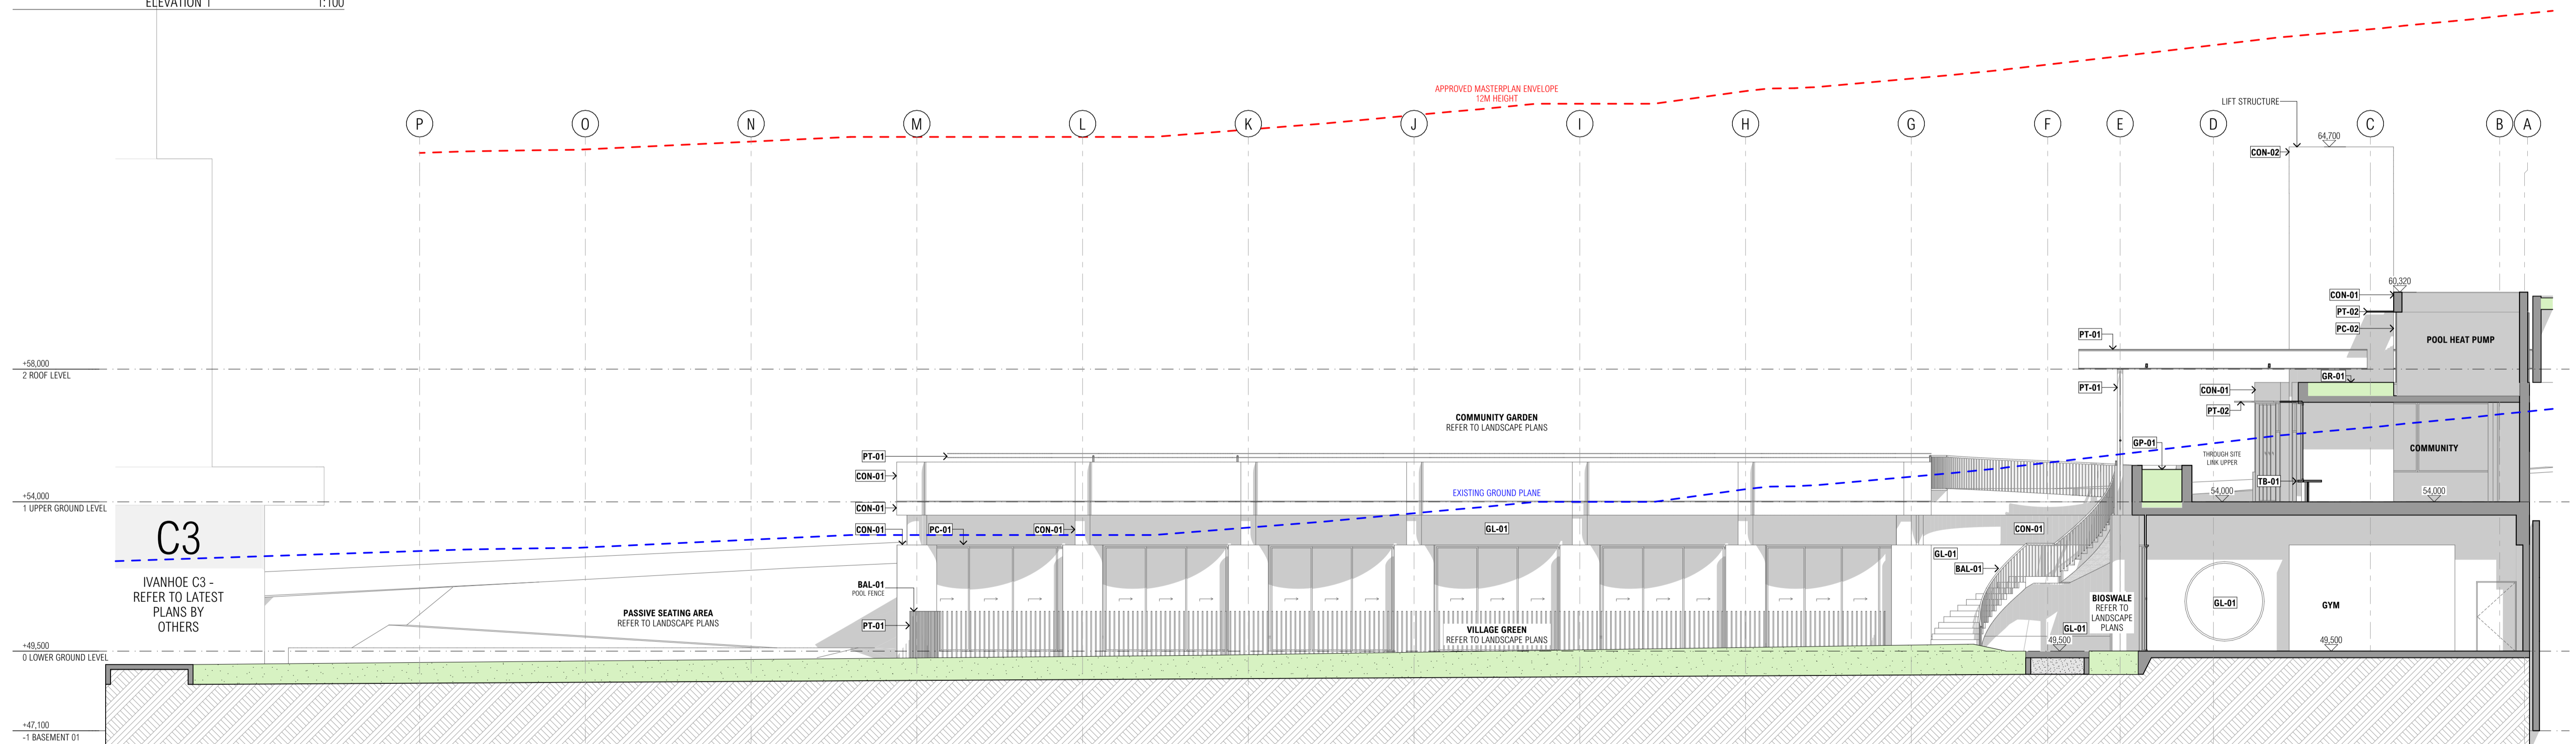 ELEVATION 1 1:100
APPROVED MASTERPLAN ENVELOPE
12M HEIGHT
LIFT STRUCTURE
P O N M L K J I H G F E D C B A
64,700
CON-02
60,320
CON-01
PT-02
PC-02
PT-01
POOL HEAT PUMP
+58,000
2 ROOF LEVEL
GR-01
PT-01
CON-01
PT-02
COMMUNITY GARDEN
REFER TO LANDSCAPE PLANS
GP-01
COMMUNITY
PT-01
THROUGH SITE
LINK UPPER
CON-01
TB-01
+54,000
1 UPPER GROUND LEVEL
EXISTING GROUND PLANE
54,000
54,000
CON-01
CON-01
PC-01
CON-01
GL-01
CON-01
C3
GL-01
BAL-01
IVANHOE C3 -
REFER TO LATEST
PLANS BY
OTHERS
BAL-01
POOL FENCE
BIOSWALE
REFER TO
LANDSCAPE
PLANS
GL-01
GYM
PASSIVE SEATING AREA
REFER TO LANDSCAPE PLANS
PT-01
VILLAGE GREEN
REFER TO LANDSCAPE PLANS
GL-01
49,500
49,500
+49,500
0 LOWER GROUND LEVEL
+47,100
-1 BASEMENT 01